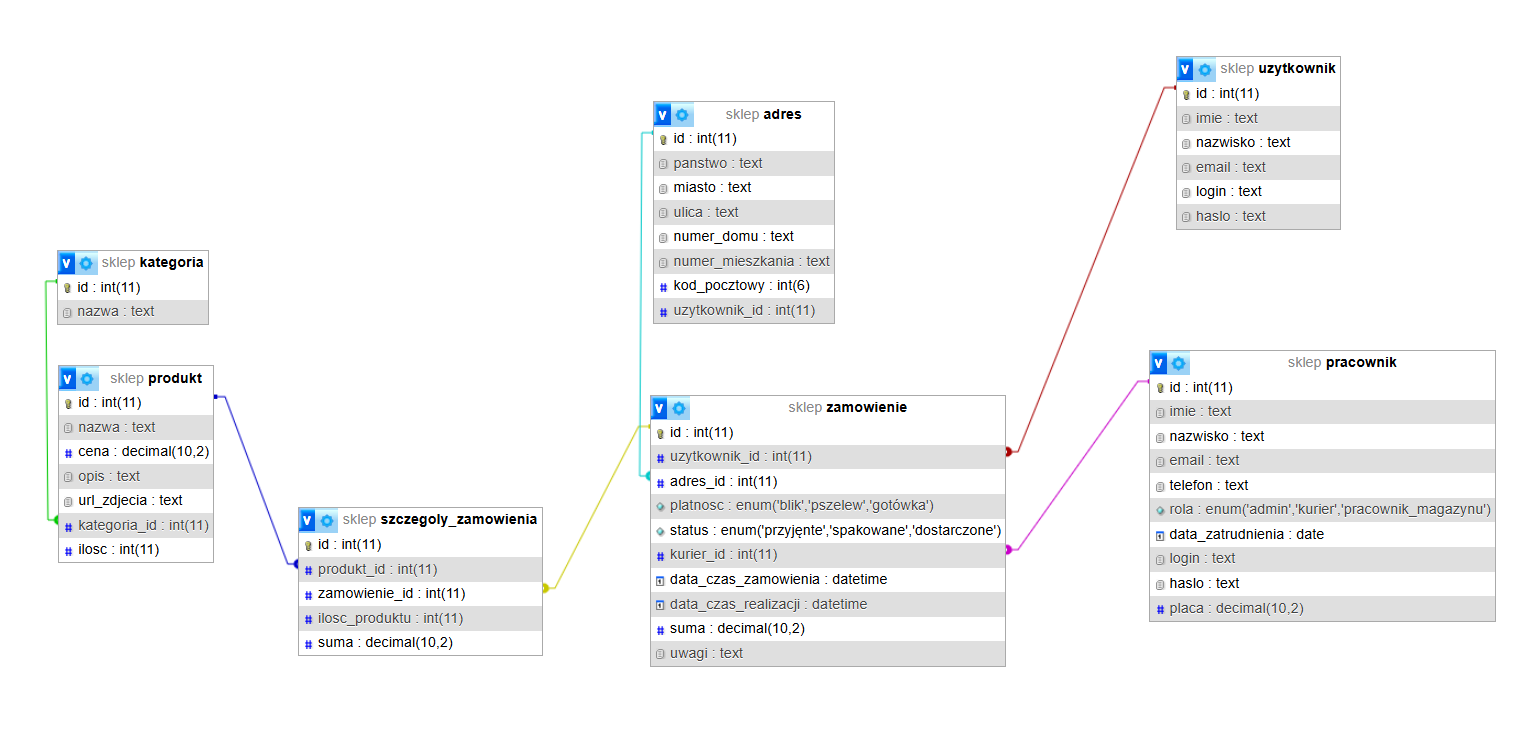 sklep kategoria
id : int(11)
nazwa : text
sklep produkt
id : int(11)
nazwa : text
cena : decimal(10,2)
opis : text
url_zdjecia : text
kategoria_id : int(11)
ilosc : int(11)
sklep szczegoly_zamowienia
id : int(11)
produkt_id : int(11)
zamowienie_id : int(11)
ilosc_produktu : int(11)
suma : decimal(10,2)
sklep adres
id : int(11)
panstwo : text
miasto : text
ulica : text
numer_domu : text
numer_mieszkania : text
kod_pocztowy : int(6)
uzytkownik_id : int(11)
sklep zamowienie
id : int(11)
uzytkownik_id : int(11)
adres_id : int(11)
platnosc : enum('blik','pszelew','gotówka')
status : enum('przyjęnte','spakowane','dostarczone')
kurier_id : int(11)
data_czas_zamowienia : datetime
data_czas_realizacji : datetime
suma : decimal(10,2)
uwagi : text
sklep uzytkownik
id : int(11)
imie : text
nazwisko : text
email : text
login : text
haslo : text
sklep pracownik
id : int(11)
imie : text
nazwisko : text
email : text
telefon : text
rola : enum('admin','kurier','pracownik_magazynu')
data_zatrudnienia : date
login : text
haslo : text
placa : decimal(10,2)